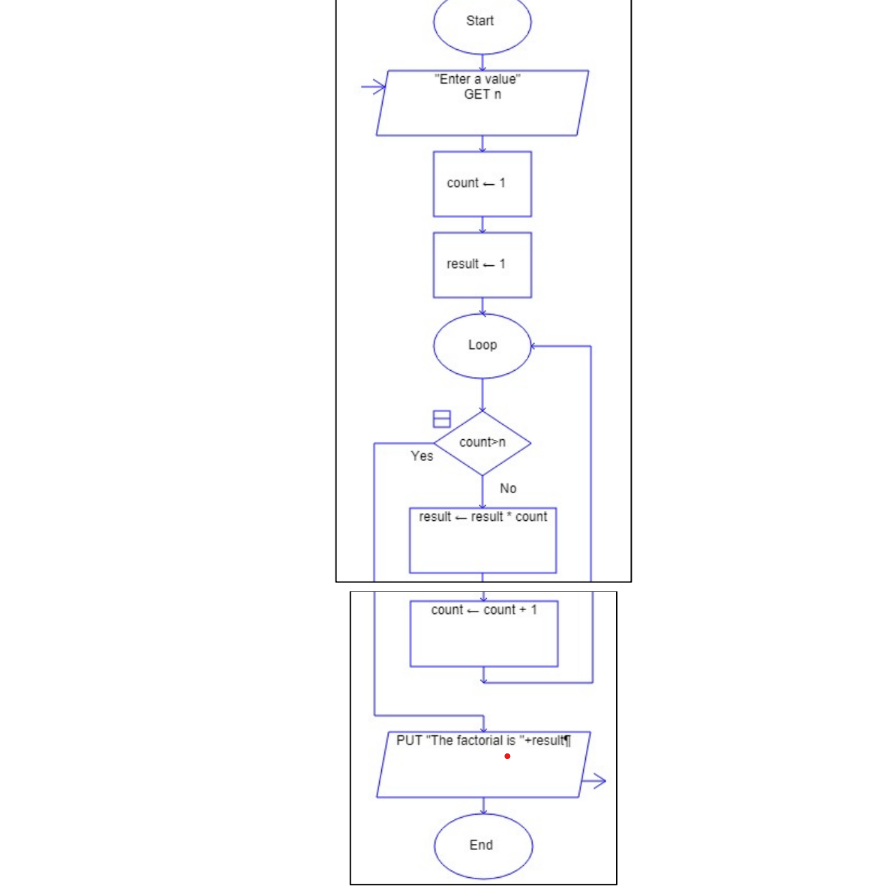 Start
"Enter a value"
GET n
count ← 1
result ← 1
Loop
count>n
Yes
No
result ← result * count
count ← count + 1
PUT "The factorial is "+result¶
End